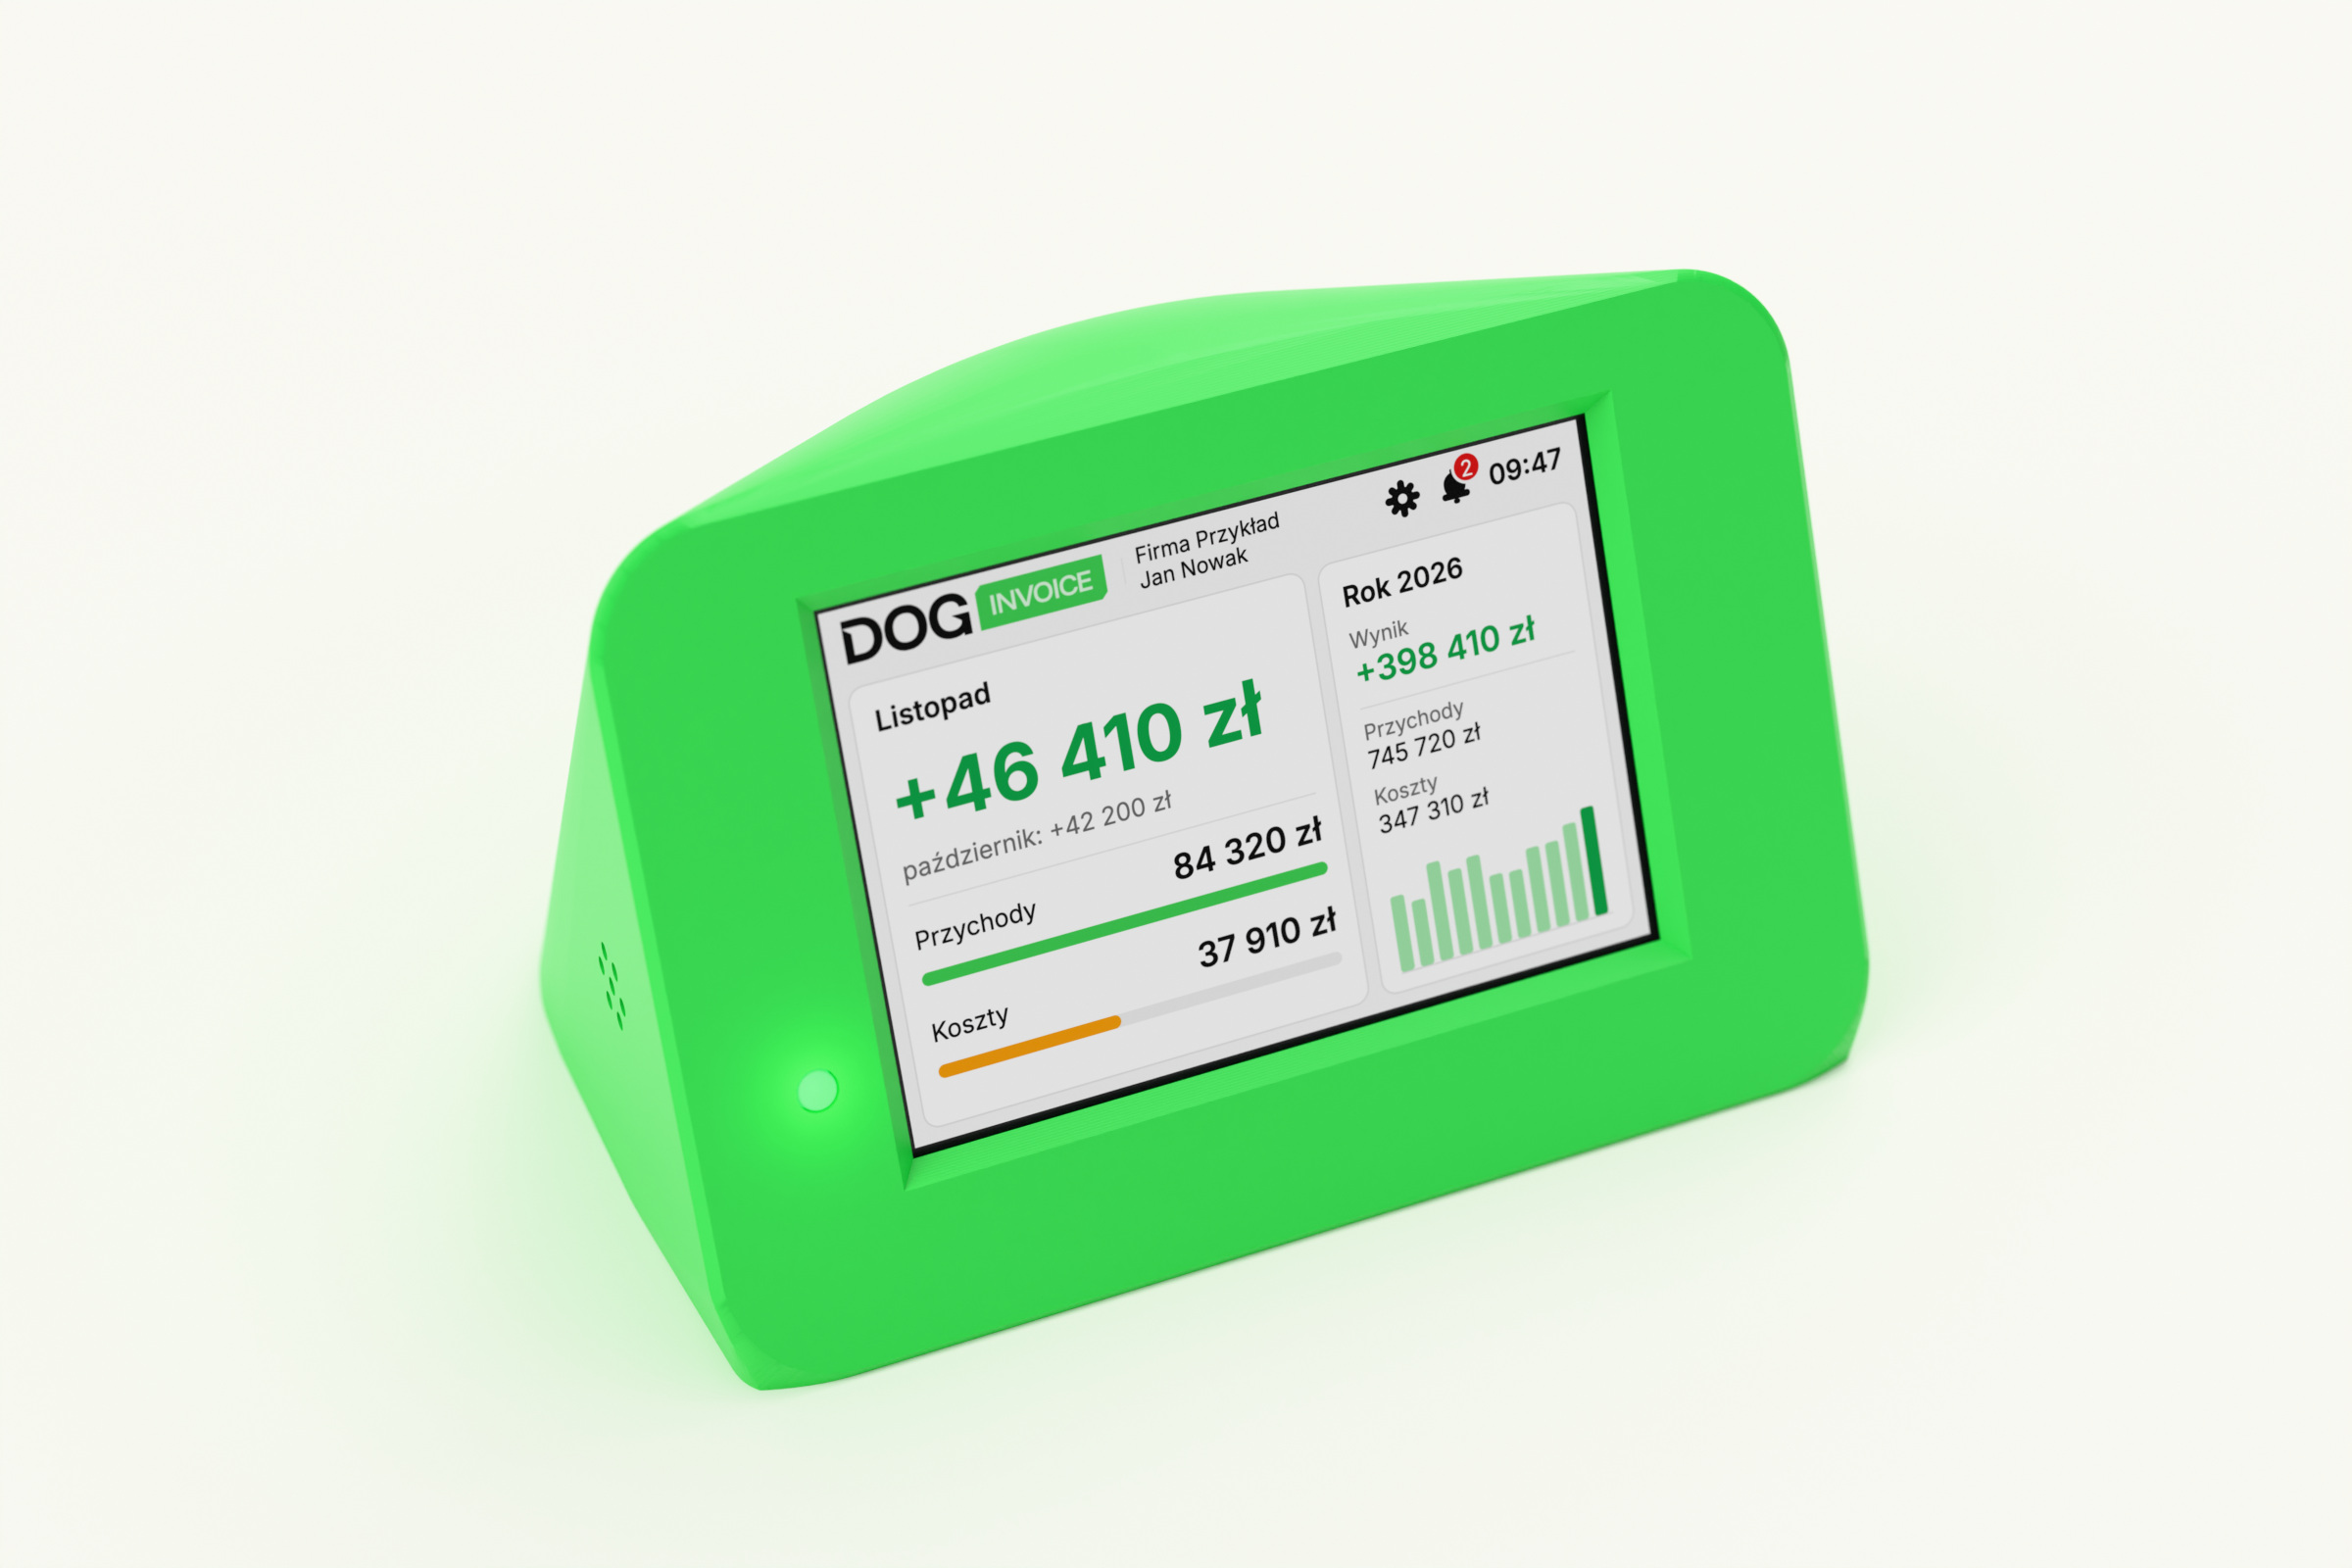 DOG INVOICE
Firma Przykład
Jan Nowak
2
09:47
Listopad
+46 410 zł
październik: +42 200 zł
Przychody
84 320 zł
Koszty
37 910 zł
Rok 2026
Wynik
+398 410 zł
Przychody
745 720 zł
Koszty
347 310 zł